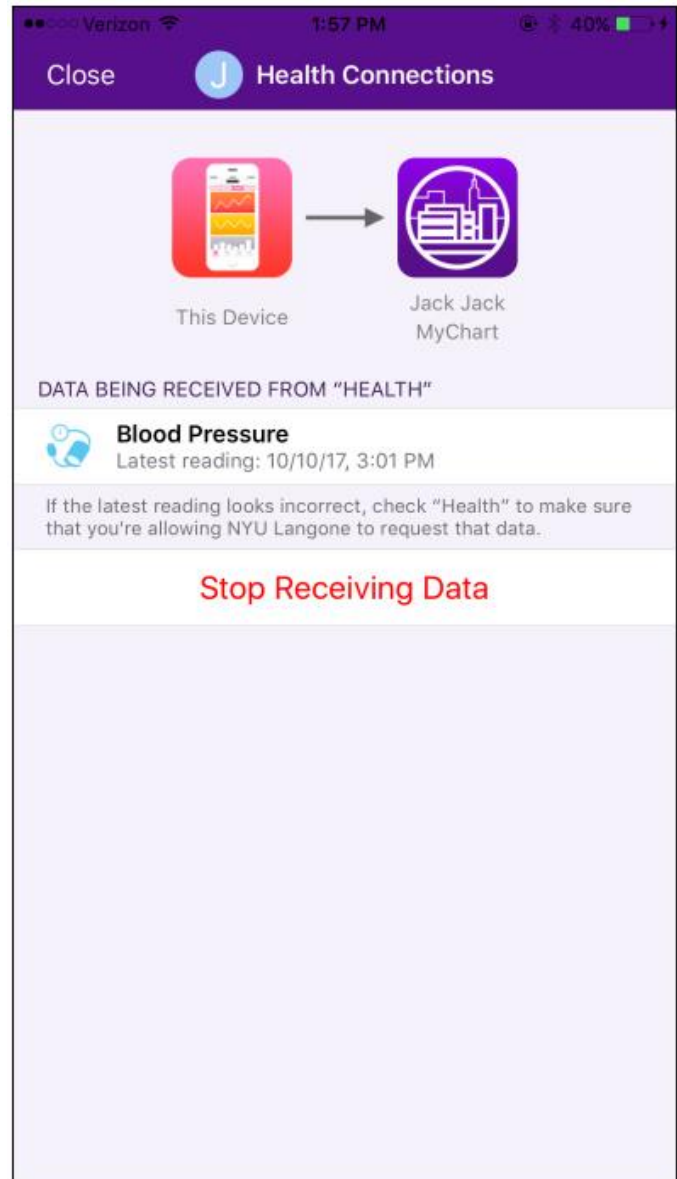 Verizon 1:57 PM 40%
Close J Health Connections
This Device
Jack Jack
MyChart
DATA BEING RECEIVED FROM "HEALTH"
Blood Pressure
Latest reading: 10/10/17, 3:01 PM
If the latest reading looks incorrect, check "Health" to make sure
that you're allowing NYU Langone to request that data.
Stop Receiving Data